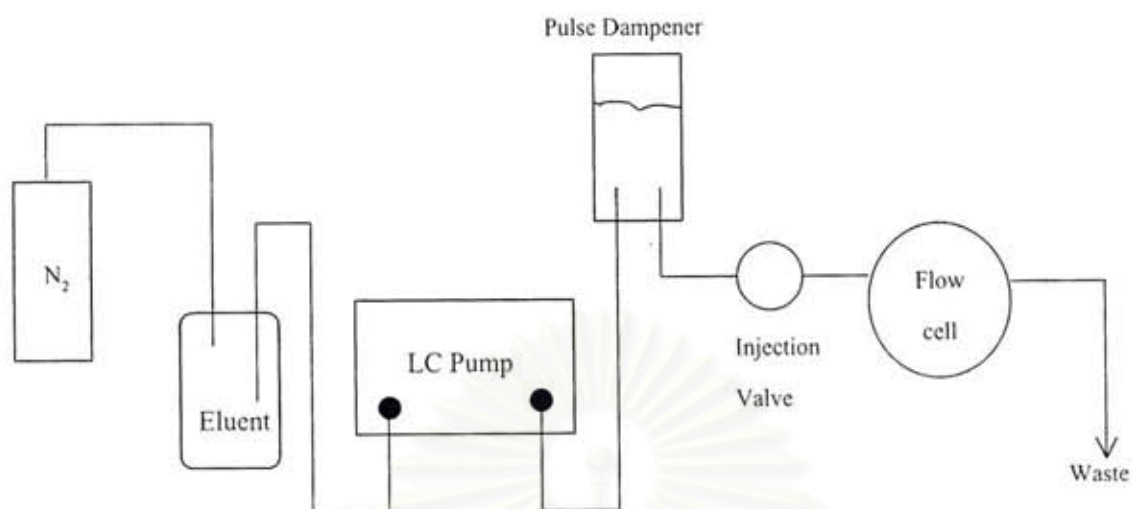 Pulse Dampener
N₂
Eluent
LC Pump
Injection
Valve
Flow
cell
Waste